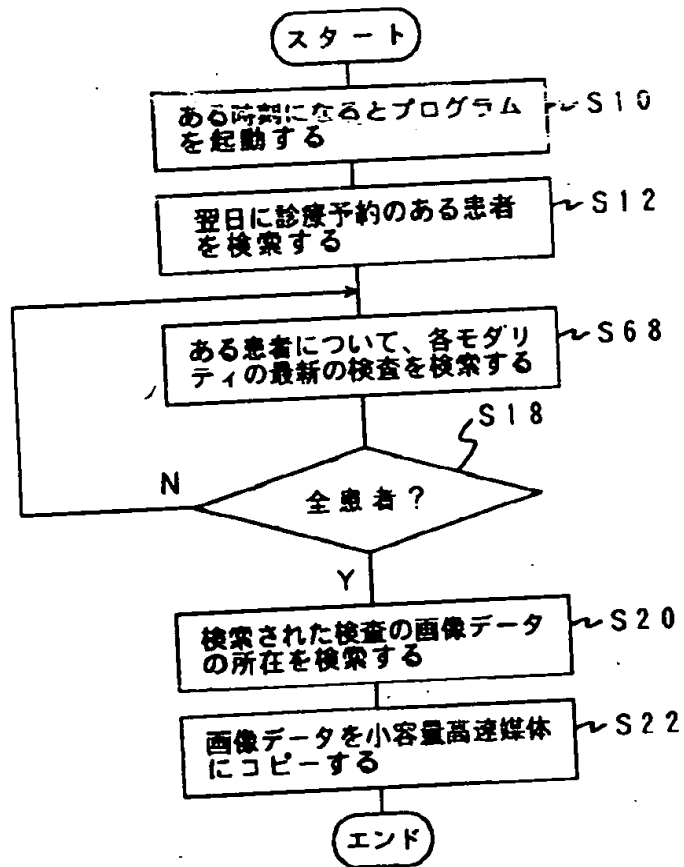 スタート
ある時刻になるとプログラム
を起動する
S10
翌日に診療予約のある患者
を検索する
S12
ある患者について、各モダリ
ティの最新の検査を検索する
S68
S18
全患者?
N
Y
検索された検査の画像データ
の所在を検索する
S20
画像データを小容量高速媒体
にコピーする
S22
エンド